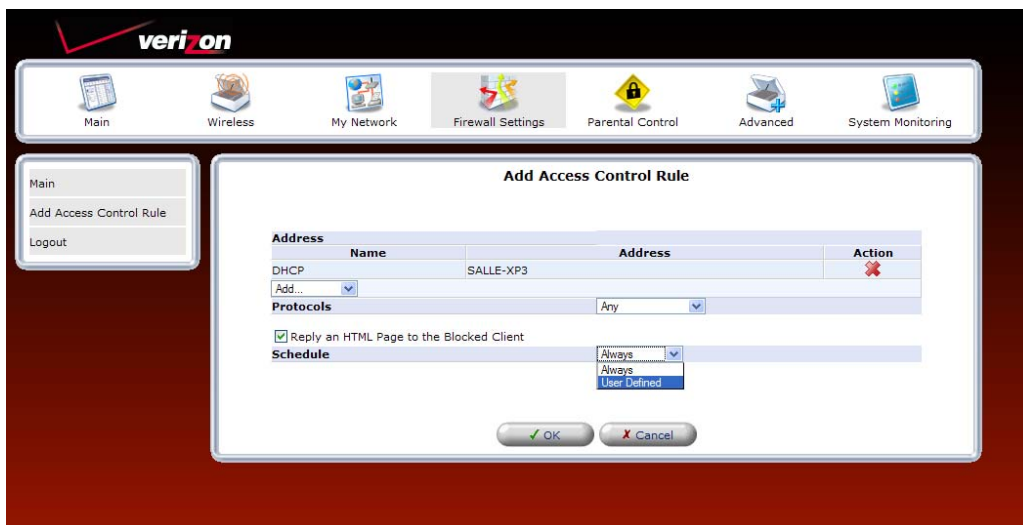 verizon
Main Wireless My Network Firewall Settings Parental Control Advanced System Monitoring
Main
Add Access Control Rule
Logout
Add Access Control Rule
Address
Name Address Action
DHCP SALLE-XP3
Add...
Protocols Any
Reply an HTML Page to the Blocked Client
Schedule Always
Always
User Defined
OK Cancel